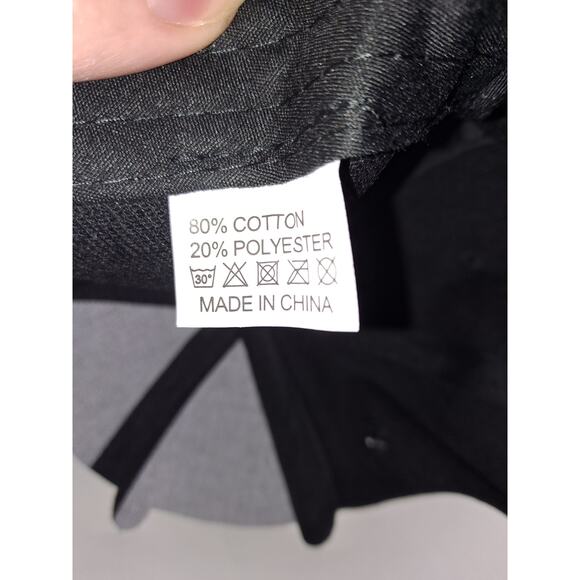 80% COTTON
20% POLYESTER
30°
MADE IN CHINA